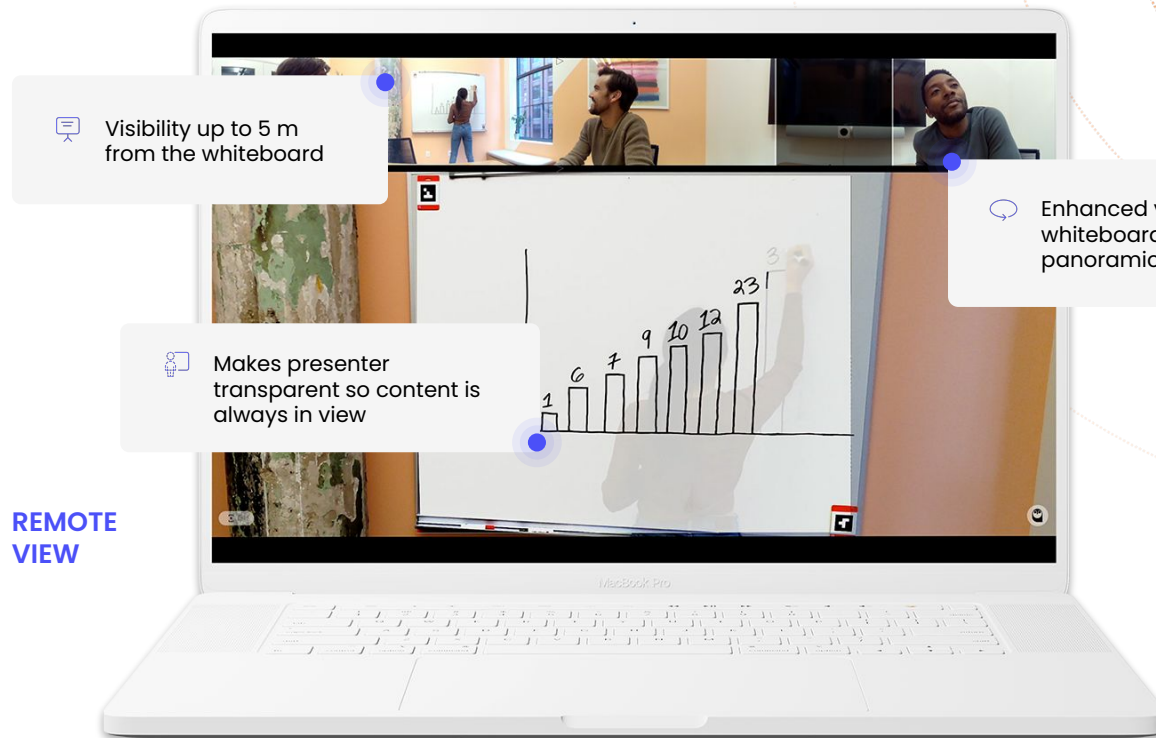 Visibility up to 5 m
from the whiteboard
Enhanced
whiteboard
panoramic
3
23
12
10
9
7
6
1
Makes presenter
transparent so content is
always in view
REMOTE
VIEW
MacBook Pro